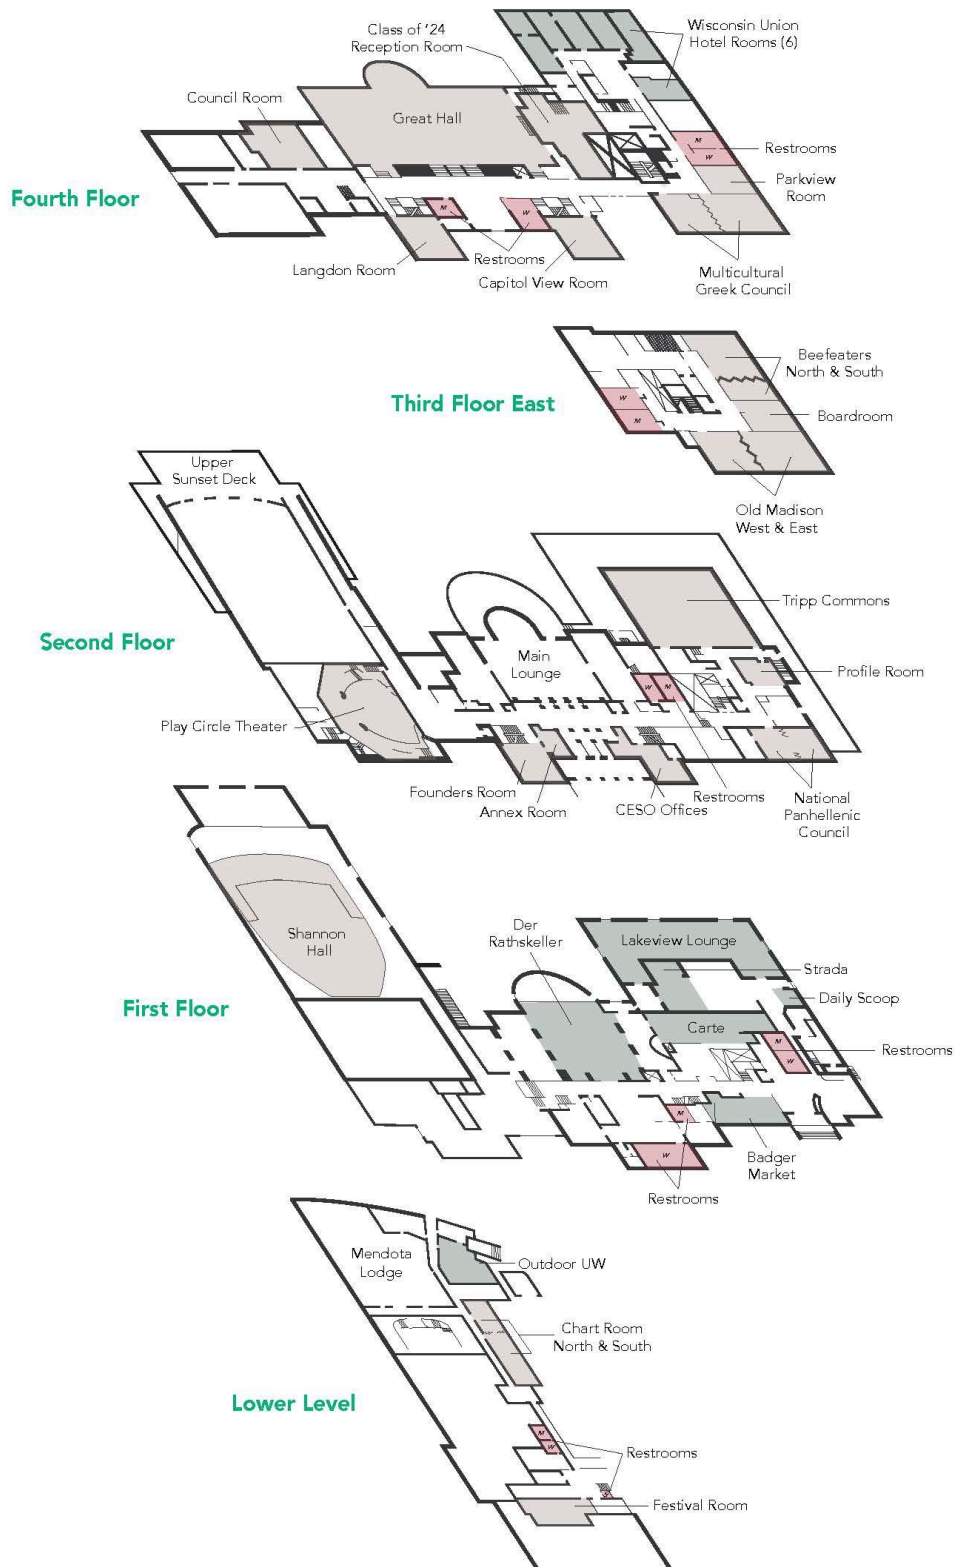 Wisconsin Union
Hotel Rooms (6)
Class of '24
Reception Room
Council Room
Great Hall
M
W
Restrooms
Parkview
Room
Fourth Floor
M
W
Restrooms
Langdon Room
Capitol View Room
Multicultural
Greek Council
Beefeaters
North & South
W
M
Third Floor East
Boardroom
Old Madison
West & East
Upper
Sunset Deck
Tripp Commons
Second Floor
Main
Lounge
Profile Room
W
M
Play Circle Theater
Founders Room
Annex Room
CESO Offices
Restrooms
National
Panhellenic
Council
Der
Rathskeller
Shannon
Hall
Lakeview Lounge
Strada
Daily Scoop
First Floor
Carte
M
W
Restrooms
M
W
Badger
Market
Restrooms
Mendota
Lodge
Outdoor UW
Chart Room
North & South
Lower Level
M
W
Restrooms
Festival Room